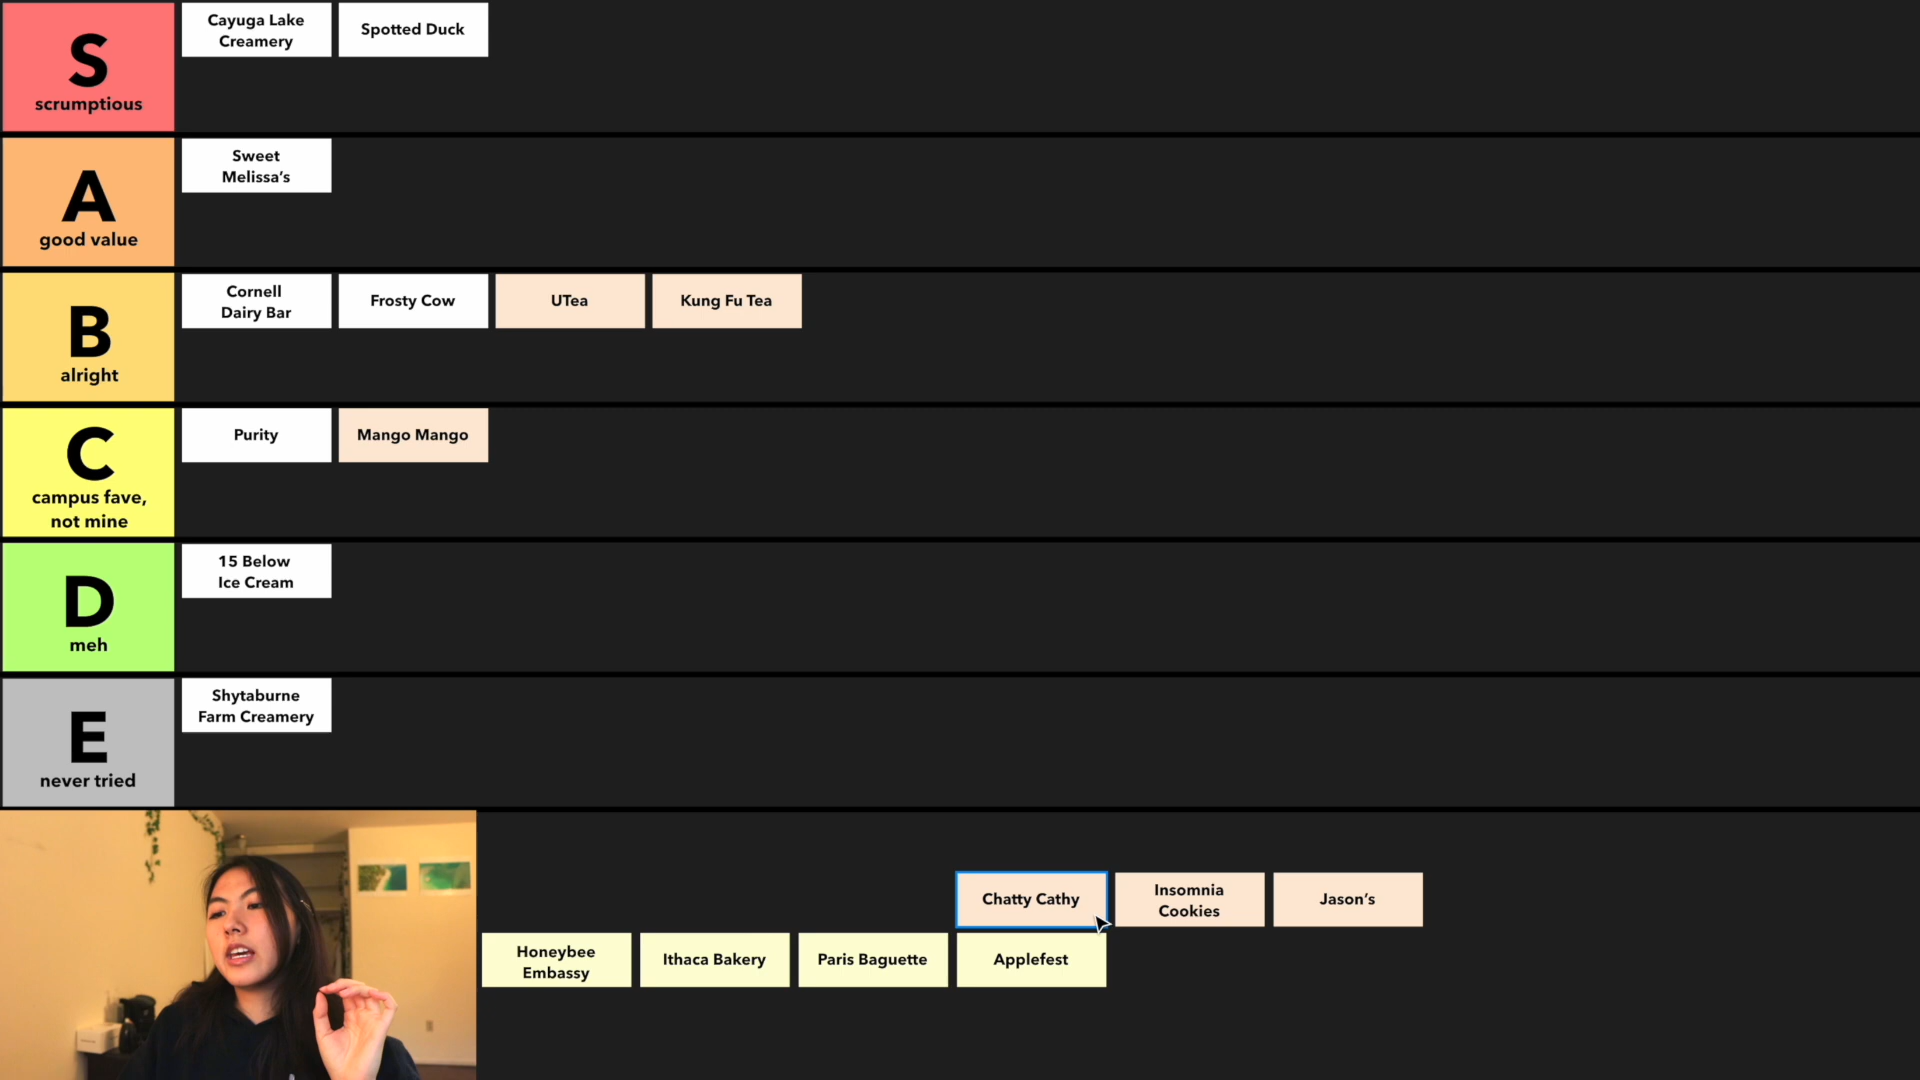 S
scrumptious
Cayuga Lake
Creamery
Spotted Duck
A
good value
Sweet
Melissa’s
B
alright
Cornell
Dairy Bar
Frosty Cow
UTea
Kung Fu Tea
C
campus fave,
not mine
Purity
Mango Mango
D
meh
15 Below
Ice Cream
E
never tried
Shytaburne
Farm Creamery
Chatty Cathy
Insomnia
Cookies
Jason’s
Honeybee
Embassy
Ithaca Bakery
Paris Baguette
Applefest